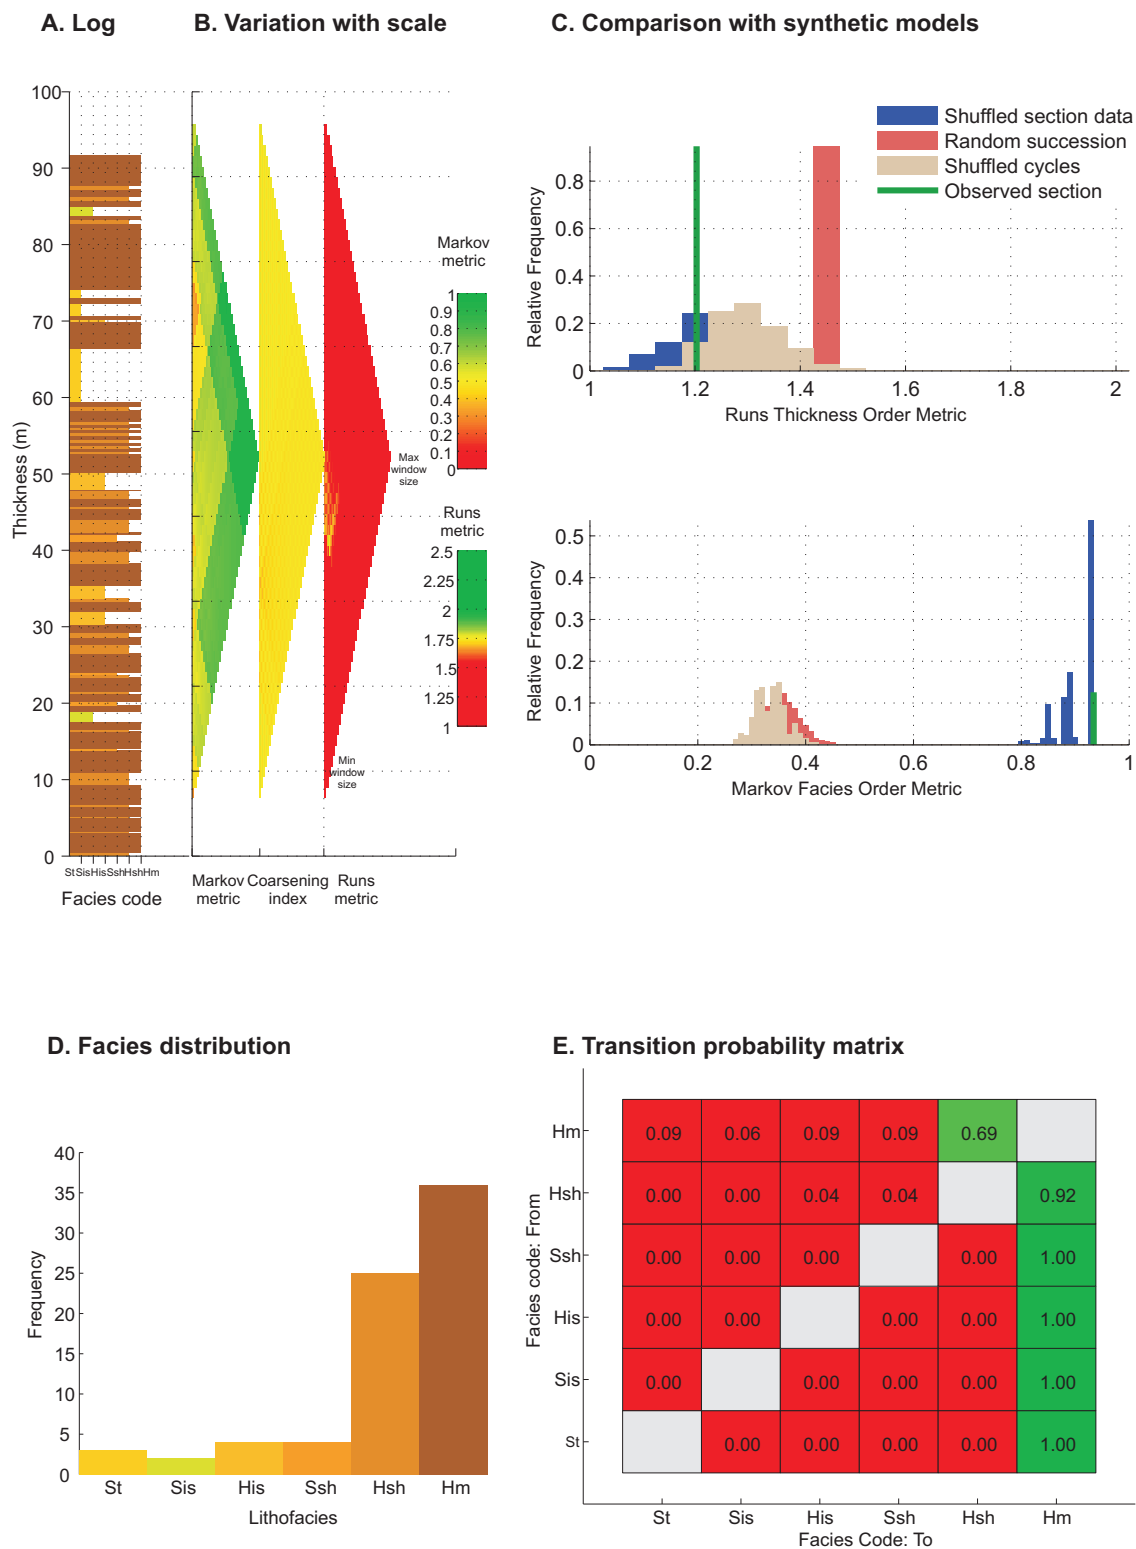 A. Log
B. Variation with scale
C. Comparison with synthetic models
100
90
80
70
60
50
40
30
20
10
0
Thickness (m)
St Sis His Ssh Hsh Hm
Facies code
Markov metric
Coarsening index
Runs metric
Max window size
Min window size
Markov metric
1
0.9
0.8
0.7
0.6
0.5
0.4
0.3
0.2
0.1
0
Runs metric
2.5
2.25
2
1.75
1.5
1.25
1
Shuffled section data
Random succession
Shuffled cycles
Observed section
Relative Frequency
0.8
0.6
0.4
0.2
0
1 1.2 1.4 1.6 1.8 2
Runs Thickness Order Metric
Relative Frequency
0.5
0.4
0.3
0.2
0.1
0
0 0.2 0.4 0.6 0.8 1
Markov Facies Order Metric
D. Facies distribution
Frequency
40
35
30
25
20
15
10
5
0
St Sis His Ssh Hsh Hm
Lithofacies
E. Transition probability matrix
Facies code: From
Hm 0.09 0.06 0.09 0.09 0.69
Hsh 0.00 0.00 0.04 0.04 0.92
Ssh 0.00 0.00 0.00 0.00 1.00
His 0.00 0.00 0.00 0.00 1.00
Sis 0.00 0.00 0.00 0.00 1.00
St 0.00 0.00 0.00 0.00 1.00
St Sis His Ssh Hsh Hm
Facies Code: To